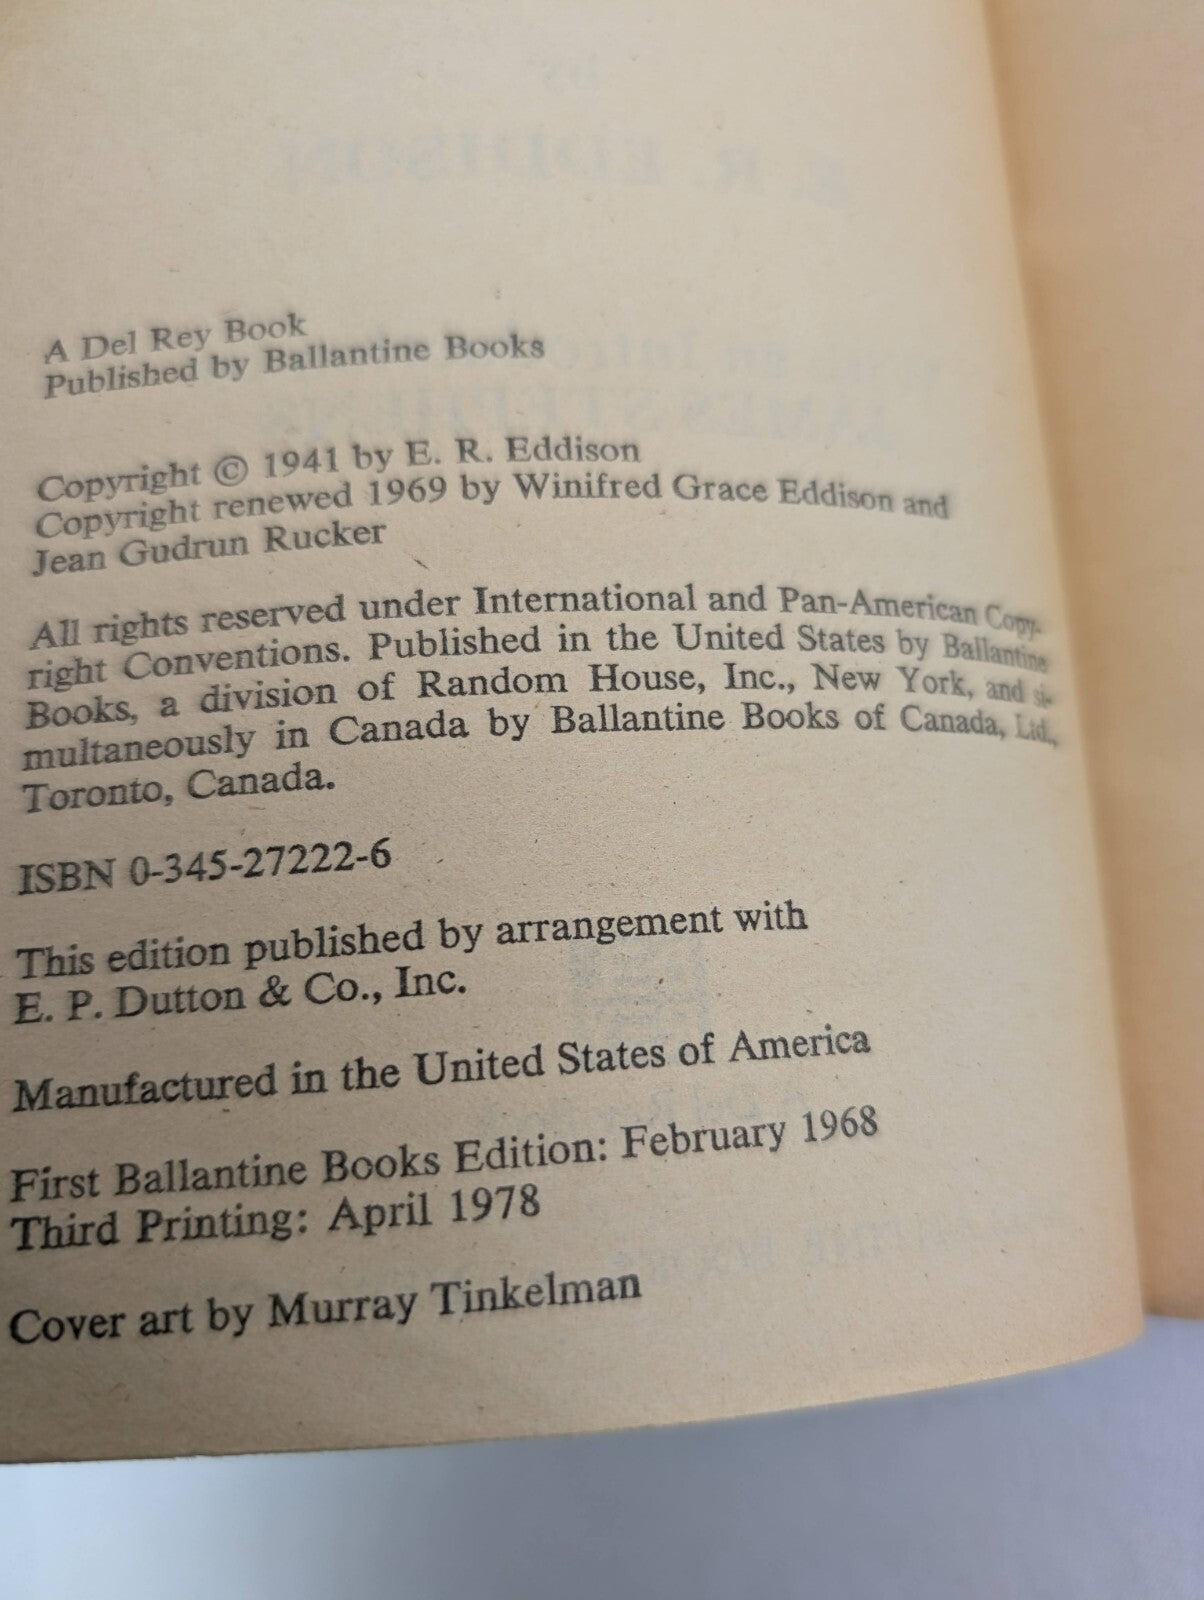 A Del Rey Book
Published by Ballantine Books
Copyright © 1941 by E. R. Eddison
Copyright renewed 1969 by Winifred Grace Eddison and
Jean Gudrun Rucker
All rights reserved under International and Pan-American Copy-
right Conventions. Published in the United States by Ballantine
Books, a division of Random House, Inc., New York, and si-
multaneously in Canada by Ballantine Books of Canada, Ltd.,
Toronto, Canada.
ISBN 0-345-27222-6
This edition published by arrangement with
E. P. Dutton & Co., Inc.
Manufactured in the United States of America
First Ballantine Books Edition: February 1968
Third Printing: April 1978
Cover art by Murray Tinkelman